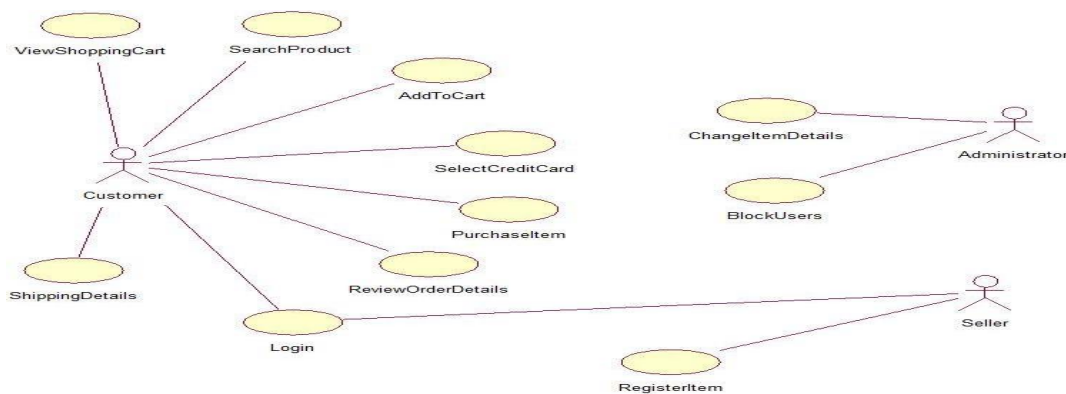 ViewShoppingCart
SearchProduct
AddToCart
ChangeItemDetails
Administrator
SelectCreditCard
Customer
BlockUsers
PurchaseItem
ShippingDetails
ReviewOrderDetails
Seller
Login
RegisterItem